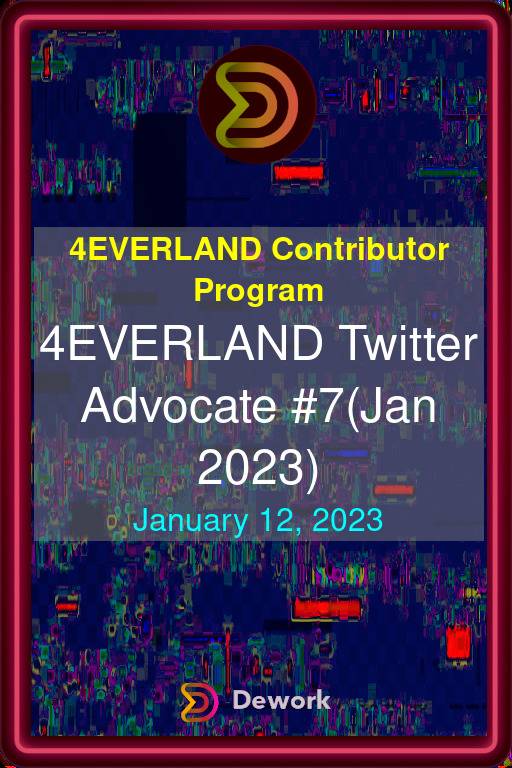 4EVERLAND Contributor
Program
4EVERLAND Twitter
Advocate #7(Jan
2023)
January 12, 2023
Dework